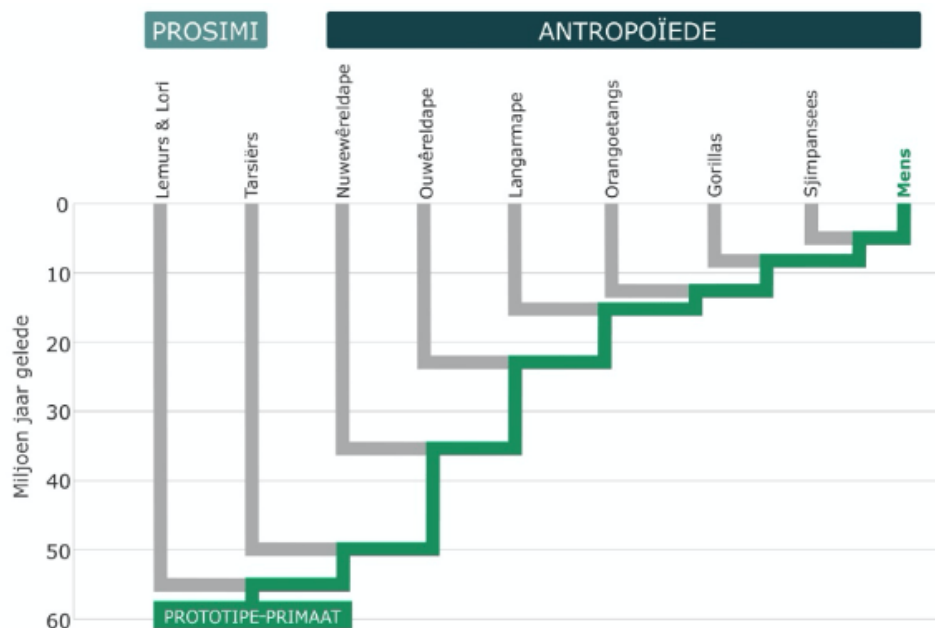 PROSIMI
ANTROPOÏEDE
Lemurs & Lori
Tarsiërs
Nuwewêreldape
Ouwêreldape
Langarmape
Orangoetangs
Gorillas
Sjimpansees
Mens
Miljoen jaar gelede
0
10
20
30
40
50
60
PROTOTIPE-PRIMAAT